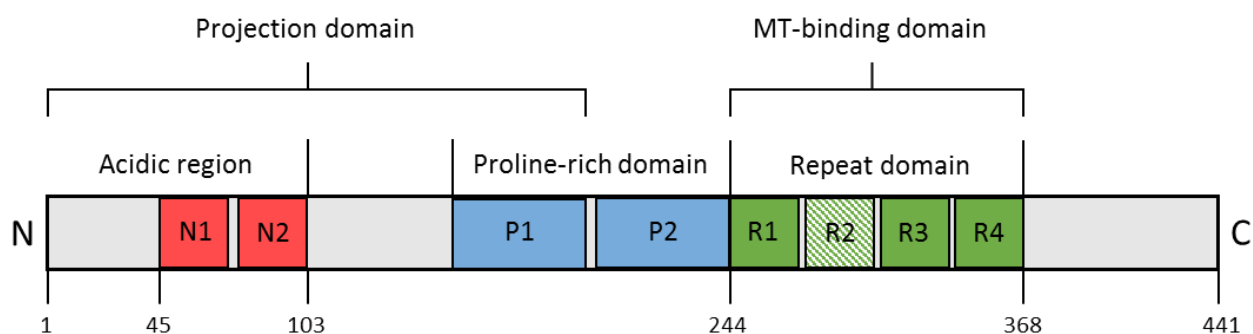 Projection domain MT-binding domain
Acidic region Proline-rich domain Repeat domain
N N1 N2 P1 P2 R1 R2 R3 R4 C
1 45 103 244 368 441